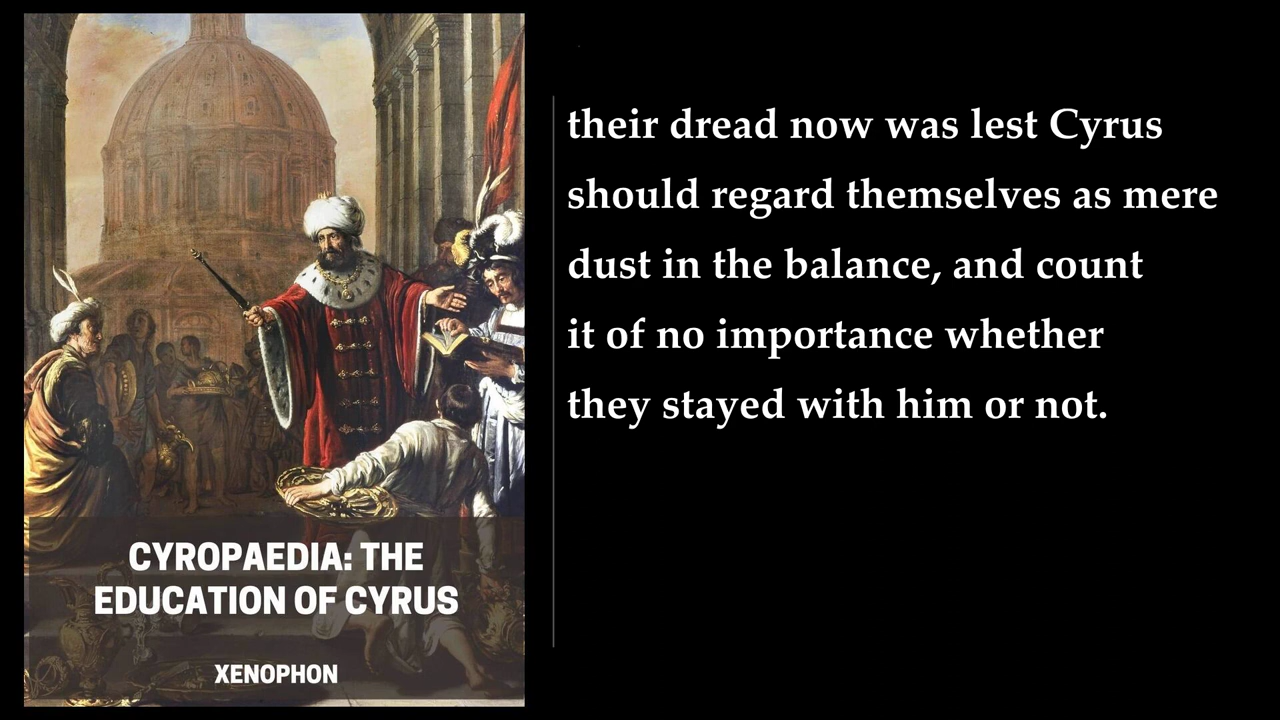 their dread now was lest Cyrus
should regard themselves as mere
dust in the balance, and count
it of no importance whether
they stayed with him or not.
CYROPAEDIA: THE
EDUCATION OF CYRUS
XENOPHON